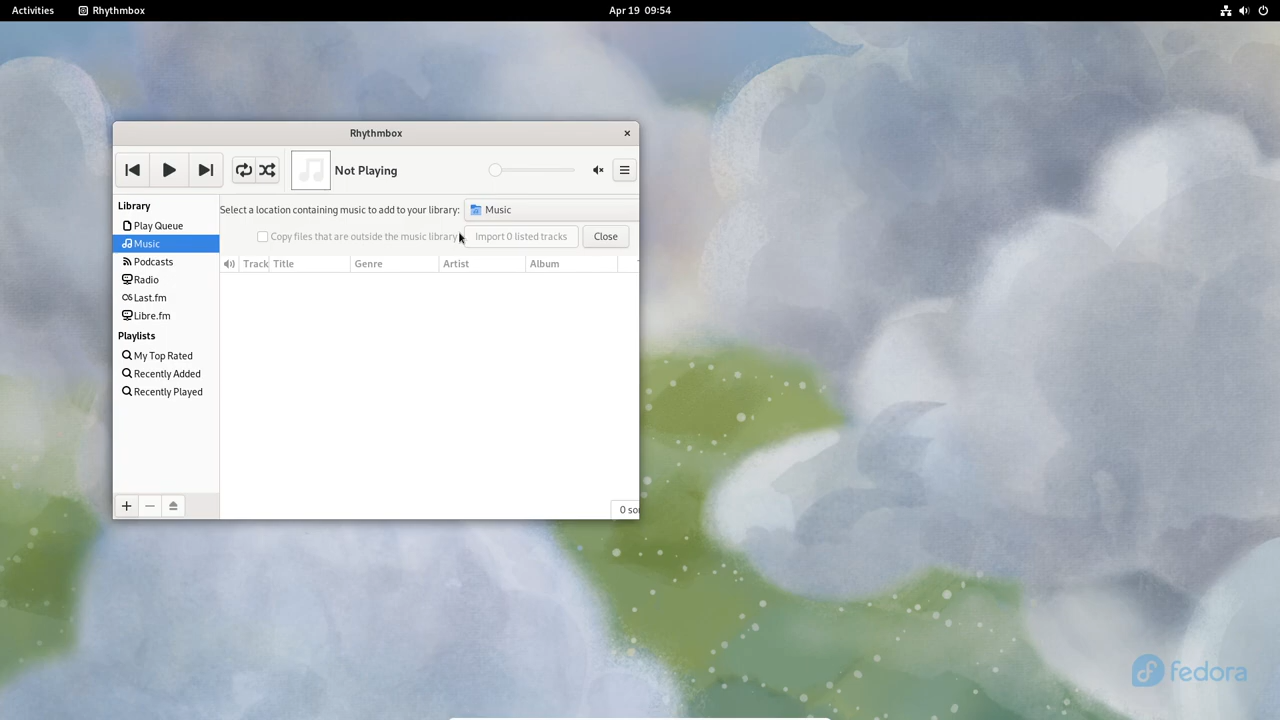 Activities
Rhythmbox
Apr 19 09:54
Rhythmbox
Not Playing
Library
Play Queue
Music
Podcasts
Radio
Last.fm
Libre.fm
Playlists
My Top Rated
Recently Added
Recently Played
Select a location containing music to add to your library:
Music
Copy files that are outside the music library
Import 0 listed tracks
Close
Track Title Genre Artist Album
0
fedora